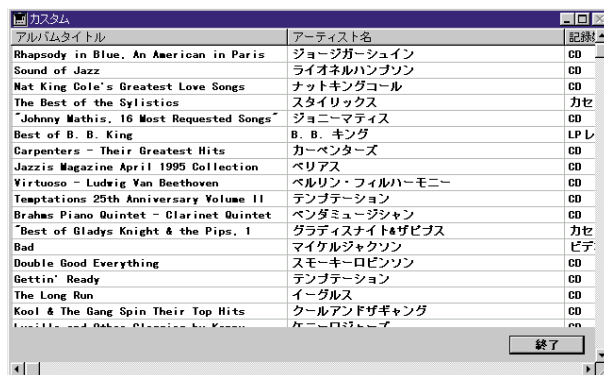 カスタム
アルバムタイトル アーティスト名
Rhapsody in Blue, An American in Paris ジョージガーシュイン CD
Sound of Jazz ライオネルハンプソン CD
Nat King Cole's Greatest Love Songs ナットキングコール CD
The Best of the Sylistics スタイリックス カセ
"Johnny Mathis, 16 Most Requested Songs" ジョニーマティス CD
Best of B. B. King B. B. キング LPレ
Carpenters - Their Greatest Hits カーペンターズ CD
Jazzis Magazine April 1995 Collection ベリアス CD
Virtuoso - Ludwig Van Beethoven ベルリン・フィルハーモニー CD
Temptations 25th Anniversary Volume II テンプテーション CD
Brahms Piano Quintet - Clarinet Quintet ベンダミュージシャン CD
"Best of Gladys Knight & the Pips, 1 グラディスナイト&ザピプス カセ
Bad マイケルジャクソン ビデ
Double Good Everything スモーキーロビンソン CD
Gettin' Ready テンプテーション CD
The Long Run イーグルス CD
Kool & The Gang Spin Their Top Hits クールアンドザギャング CD
終了